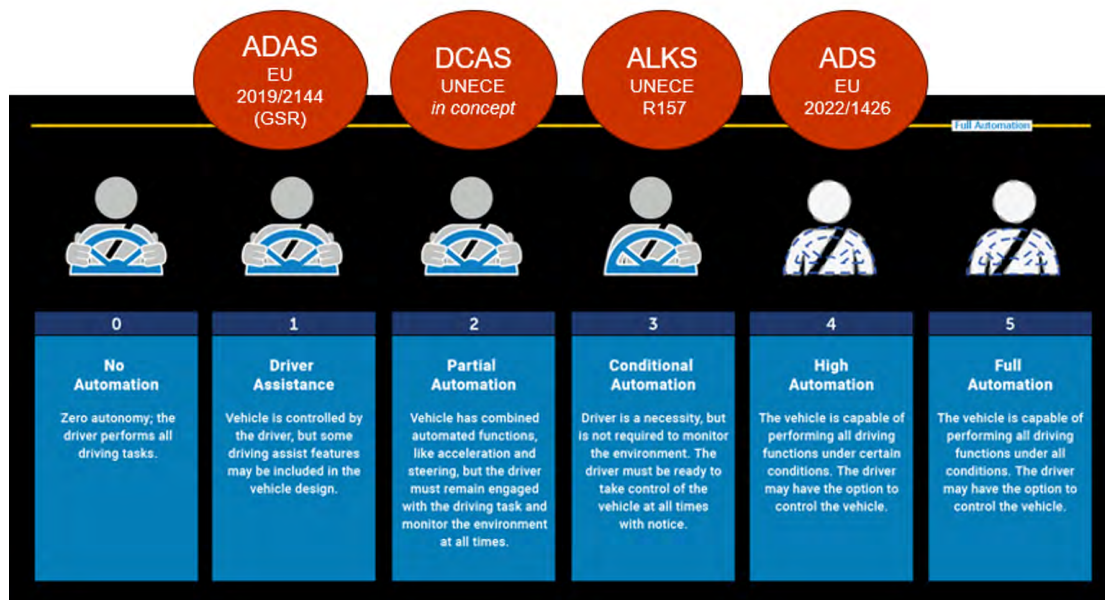 ADAS
EU
2019/2144
(GSR)
DCAS
UNECE
in concept
ALKS
UNECE
R157
ADS
EU
2022/1426
Full Automation
0
No
Automation
Zero autonomy; the
driver performs all
driving tasks.
1
Driver
Assistance
Vehicle is controlled by
the driver, but some
driving assist features
may be included in the
vehicle design.
2
Partial
Automation
Vehicle has combined
automated functions,
like acceleration and
steering, but the driver
must remain engaged
with the driving task and
monitor the environment
at all times.
3
Conditional
Automation
Driver is a necessity, but
is not required to monitor
the environment. The
driver must be ready to
take control of the
vehicle at all times
with notice.
4
High
Automation
The vehicle is capable of
performing all driving
functions under certain
conditions. The driver
may have the option to
control the vehicle.
5
Full
Automation
The vehicle is capable of
performing all driving
functions under all
conditions. The driver
may have the option to
control the vehicle.